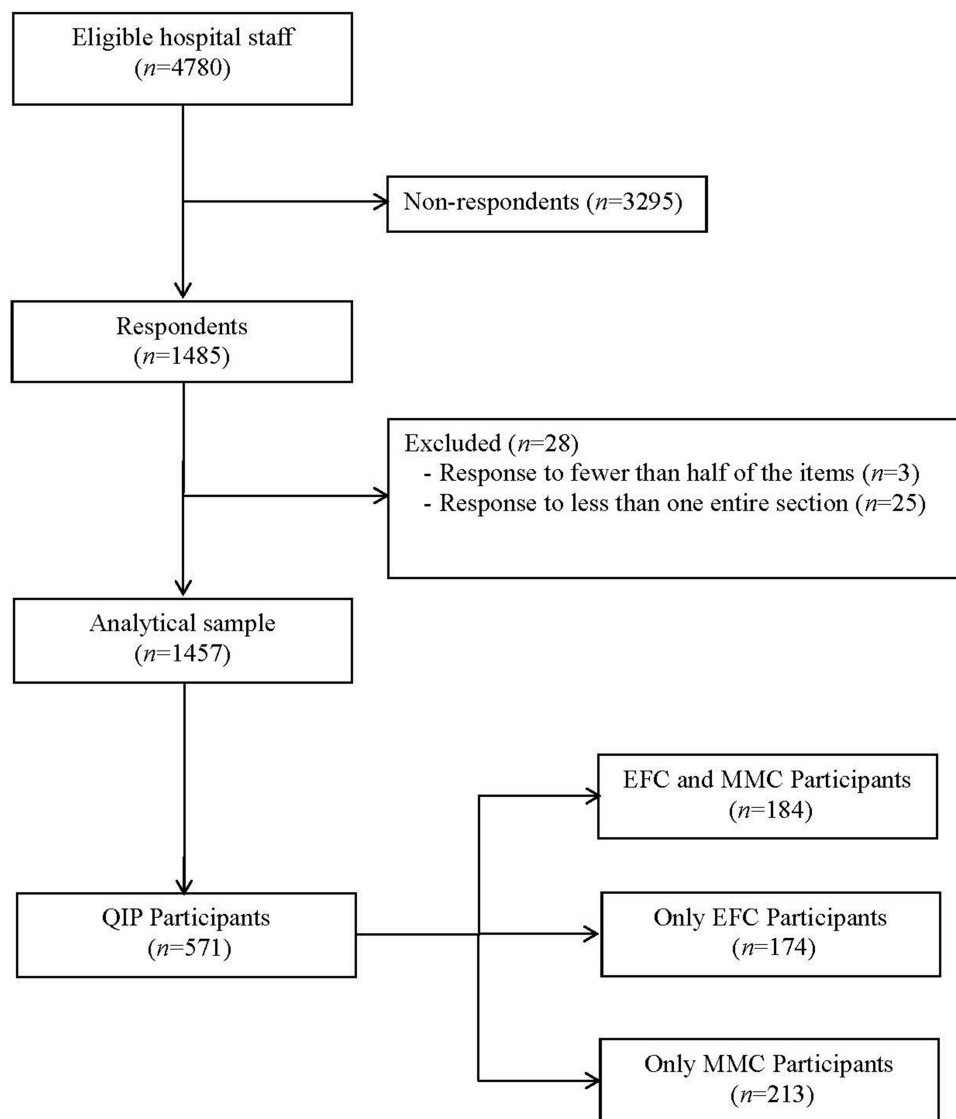 Eligible hospital staff
(n=4780)
Non-respondents (n=3295)
Respondents
(n=1485)
Excluded (n=28)
- Response to fewer than half of the items (n=3)
- Response to less than one entire section (n=25)
Analytical sample
(n=1457)
EFC and MMC Participants
(n=184)
QIP Participants
(n=571)
Only EFC Participants
(n=174)
Only MMC Participants
(n=213)